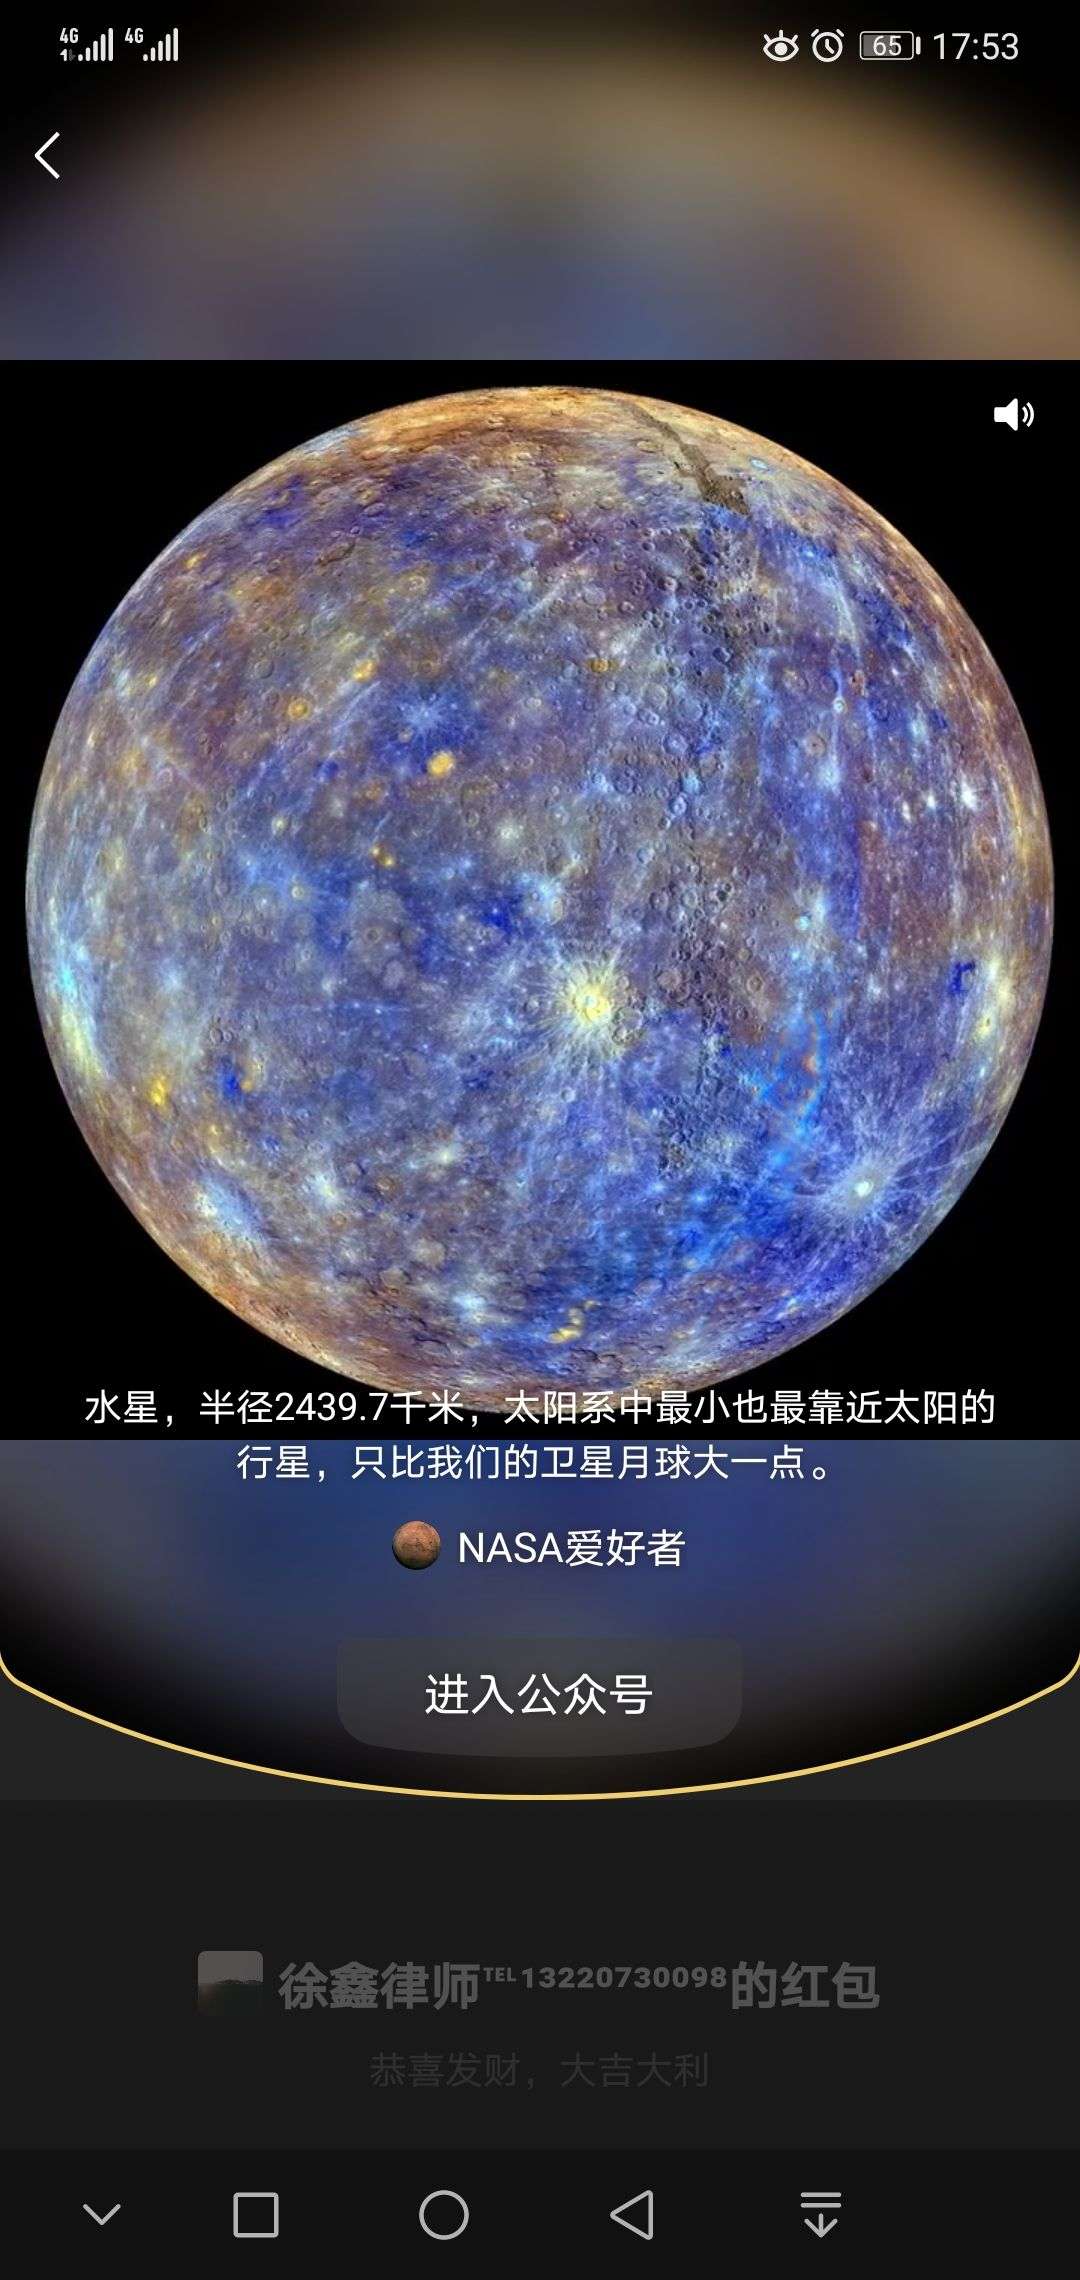 4G 4G 65 17:53
水星，半径2439.7千米，太阳系中最小也最靠近太阳的
行星，只比我们的卫星月球大一点。
NASA爱好者
进入公众号
徐鑫律师ᵀᴱᴸ¹³²²⁰⁷³⁰⁰⁹⁸的红包
恭喜发财，大吉大利